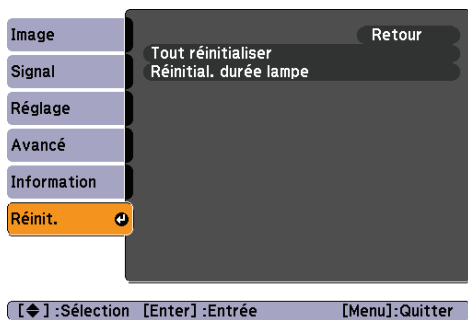 Image
Signal
Réglage
Avancé
Information
Réinit.
Retour
Tout réinitialiser
Réinitial. durée lampe
[ ] :Sélection [Enter] :Entrée [Menu]:Quitter